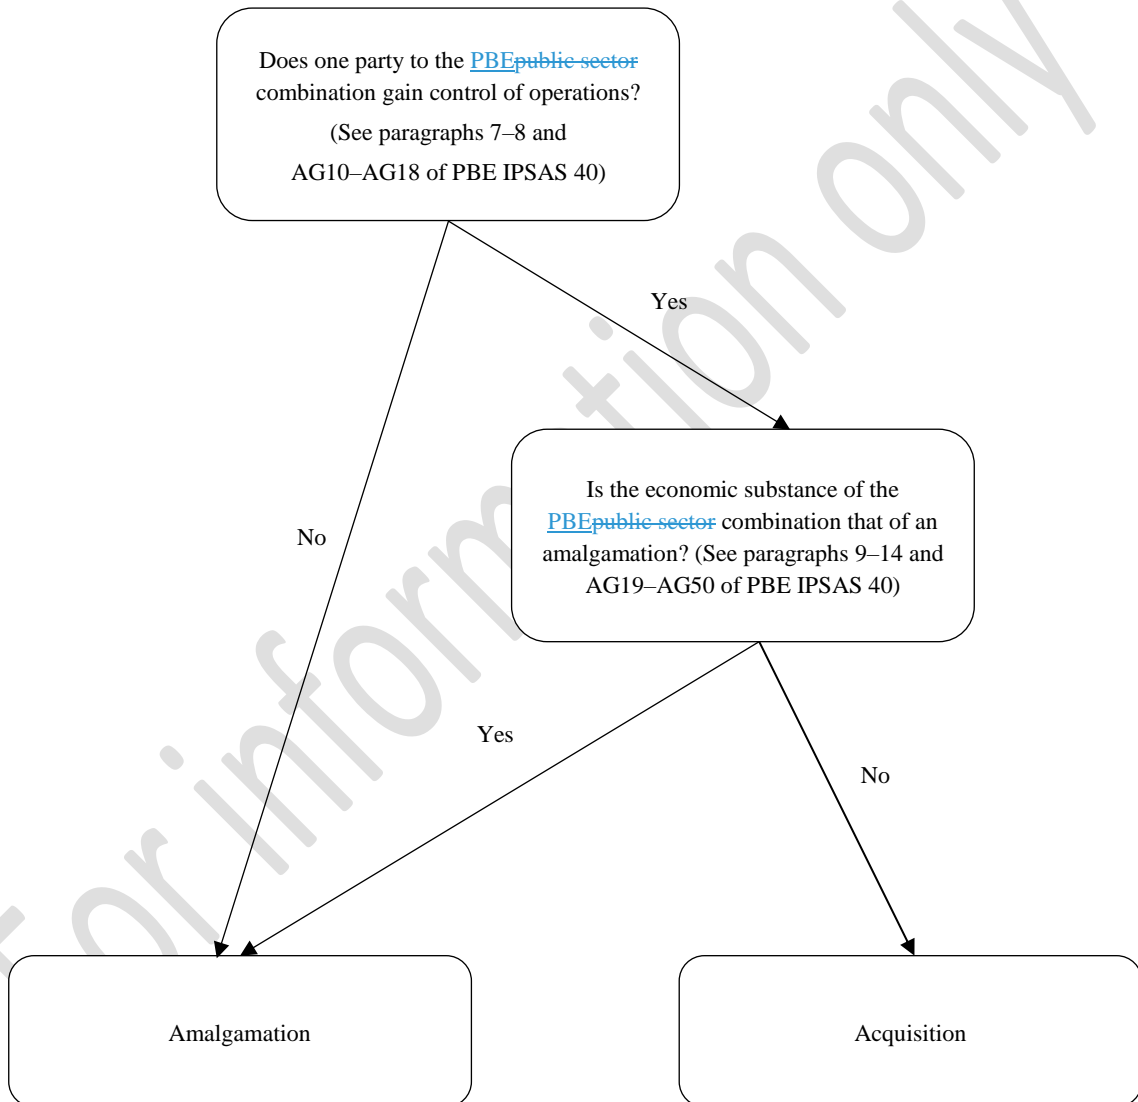 Does one party to the PBEpublic sector
combination gain control of operations?
(See paragraphs 7–8 and
AG10–AG18 of PBE IPSAS 40)
Yes
Is the economic substance of the
PBEpublic sector combination that of an
amalgamation? (See paragraphs 9–14 and
AG19–AG50 of PBE IPSAS 40)
No
Yes
No
Amalgamation
Acquisition
For information only